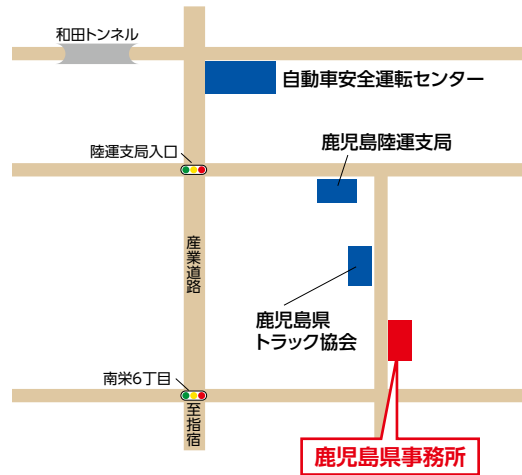 和田トンネル
自動車安全運転センター
鹿児島陸運支局
陸運支局入口
産業道路
鹿児島県
トラック協会
南栄6丁目
至指宿
鹿児島県事務所